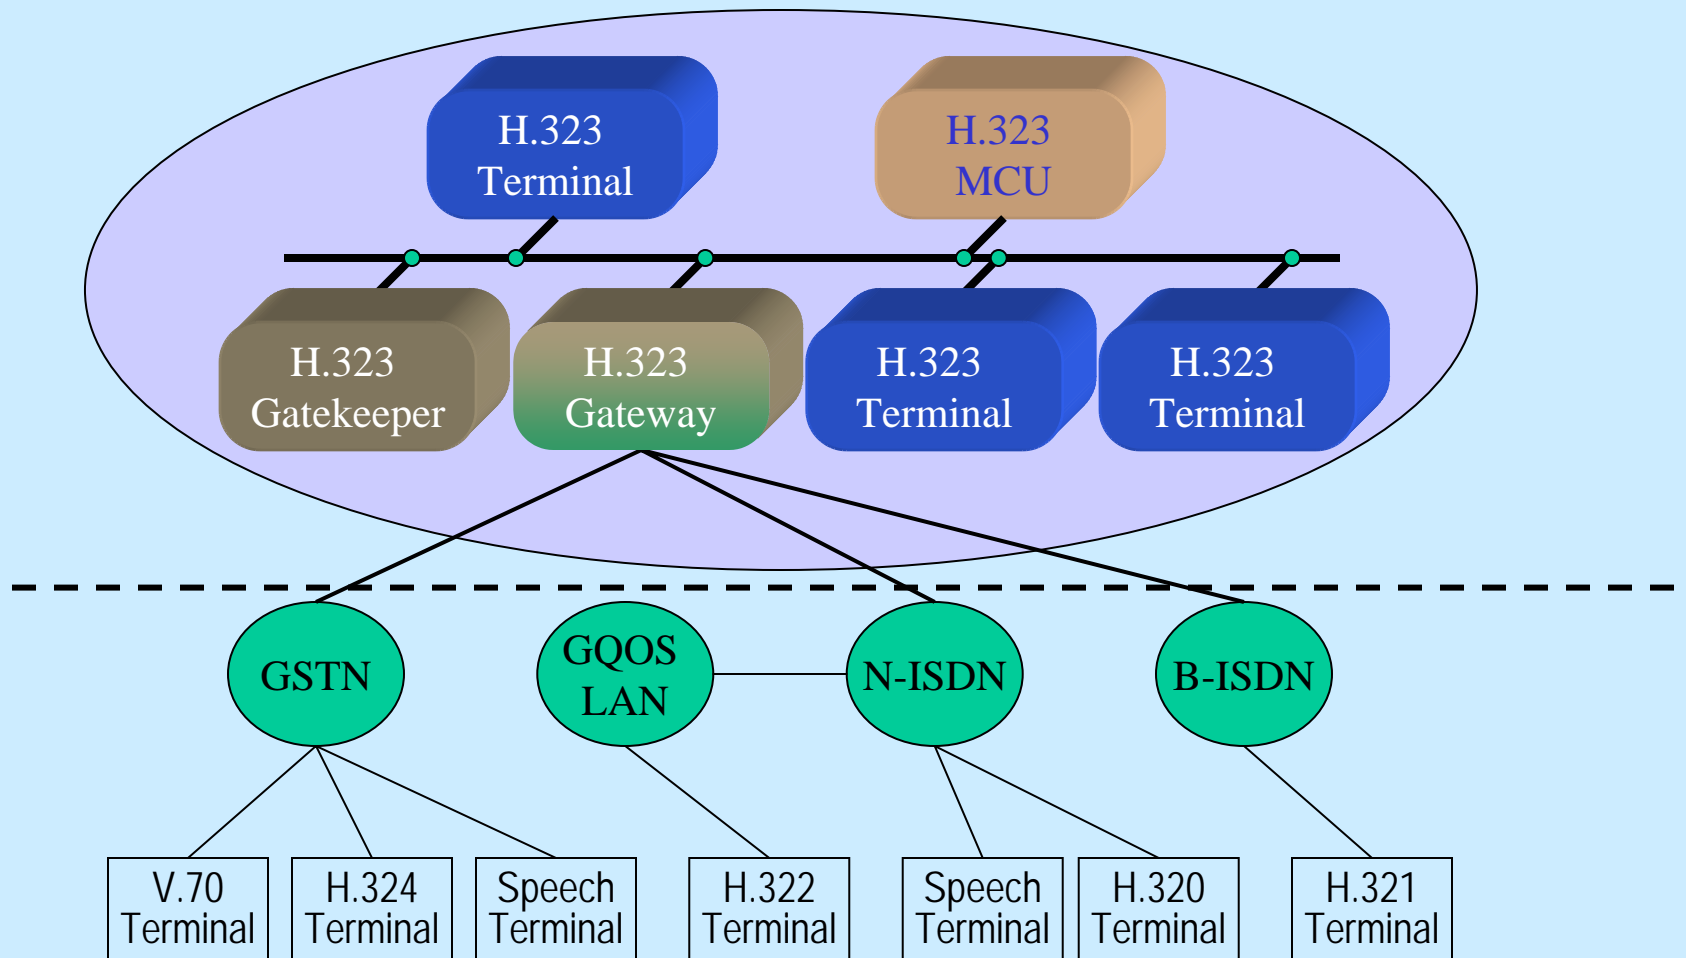 H.323
Terminal
H.323
MCU
H.323
Gatekeeper
H.323
Gateway
H.323
Terminal
H.323
Terminal
GSTN
GQOS
LAN
N-ISDN
B-ISDN
V.70
Terminal
H.324
Terminal
Speech
Terminal
H.322
Terminal
Speech
Terminal
H.320
Terminal
H.321
Terminal